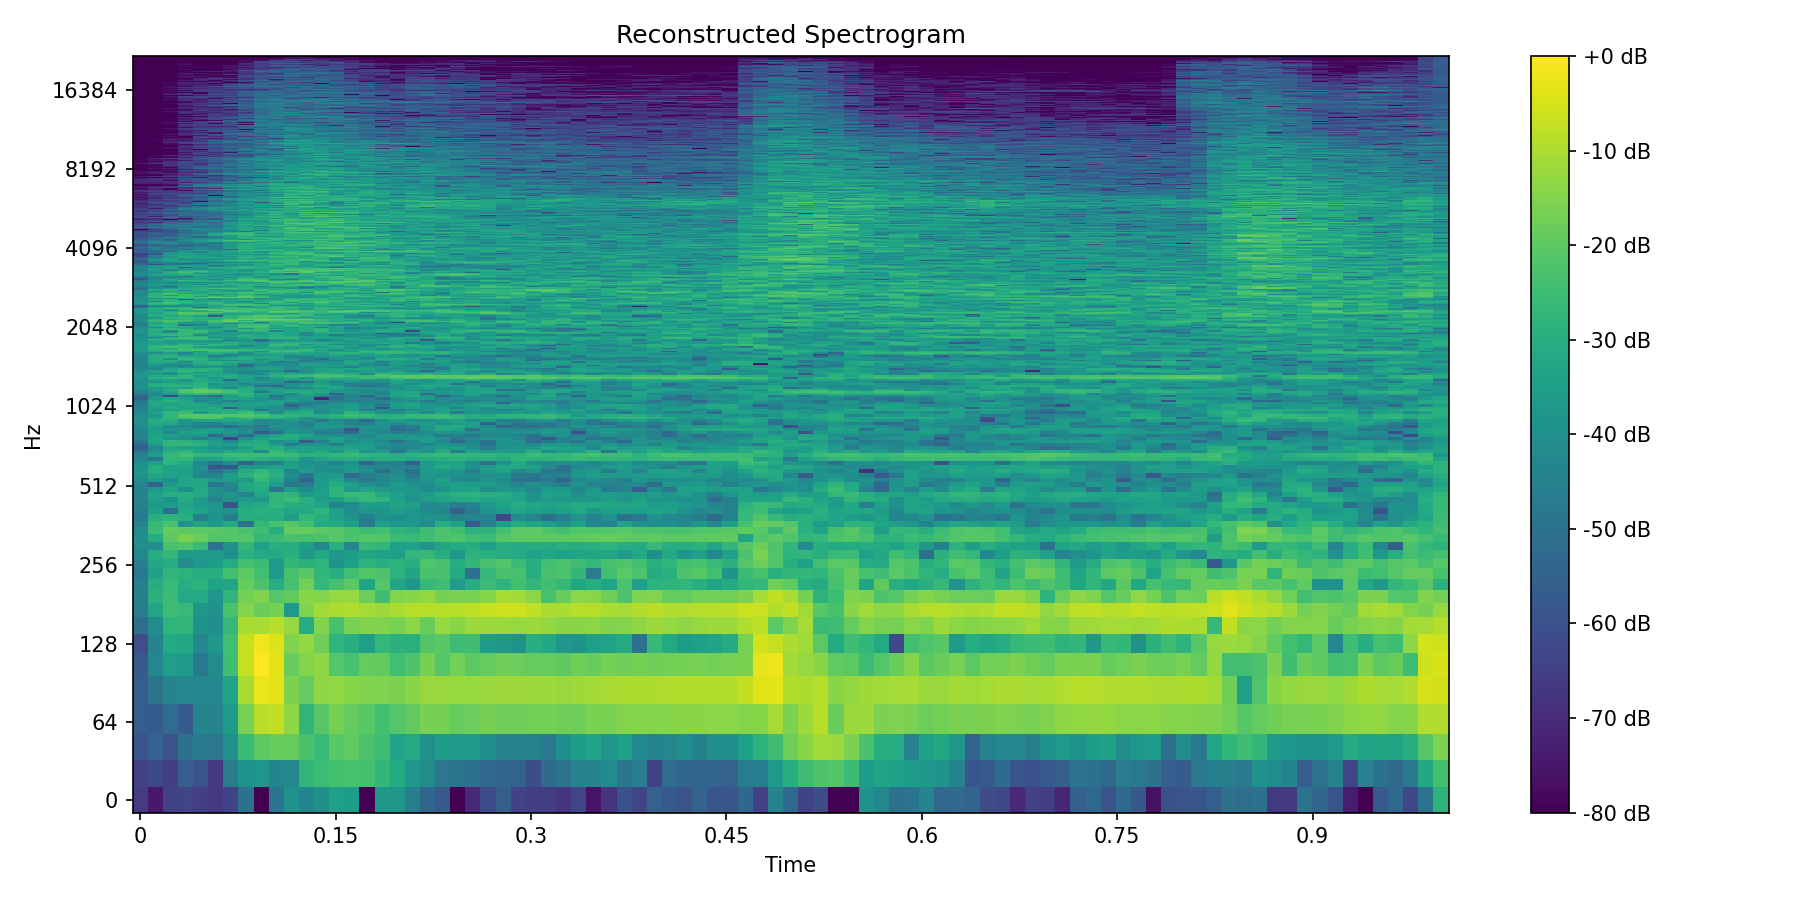 Reconstructed Spectrogram
Hz
16384
8192
4096
2048
1024
512
256
128
64
0
0
0.15
0.3
0.45
0.6
0.75
0.9
Time
+0 dB
-10 dB
-20 dB
-30 dB
-40 dB
-50 dB
-60 dB
-70 dB
-80 dB